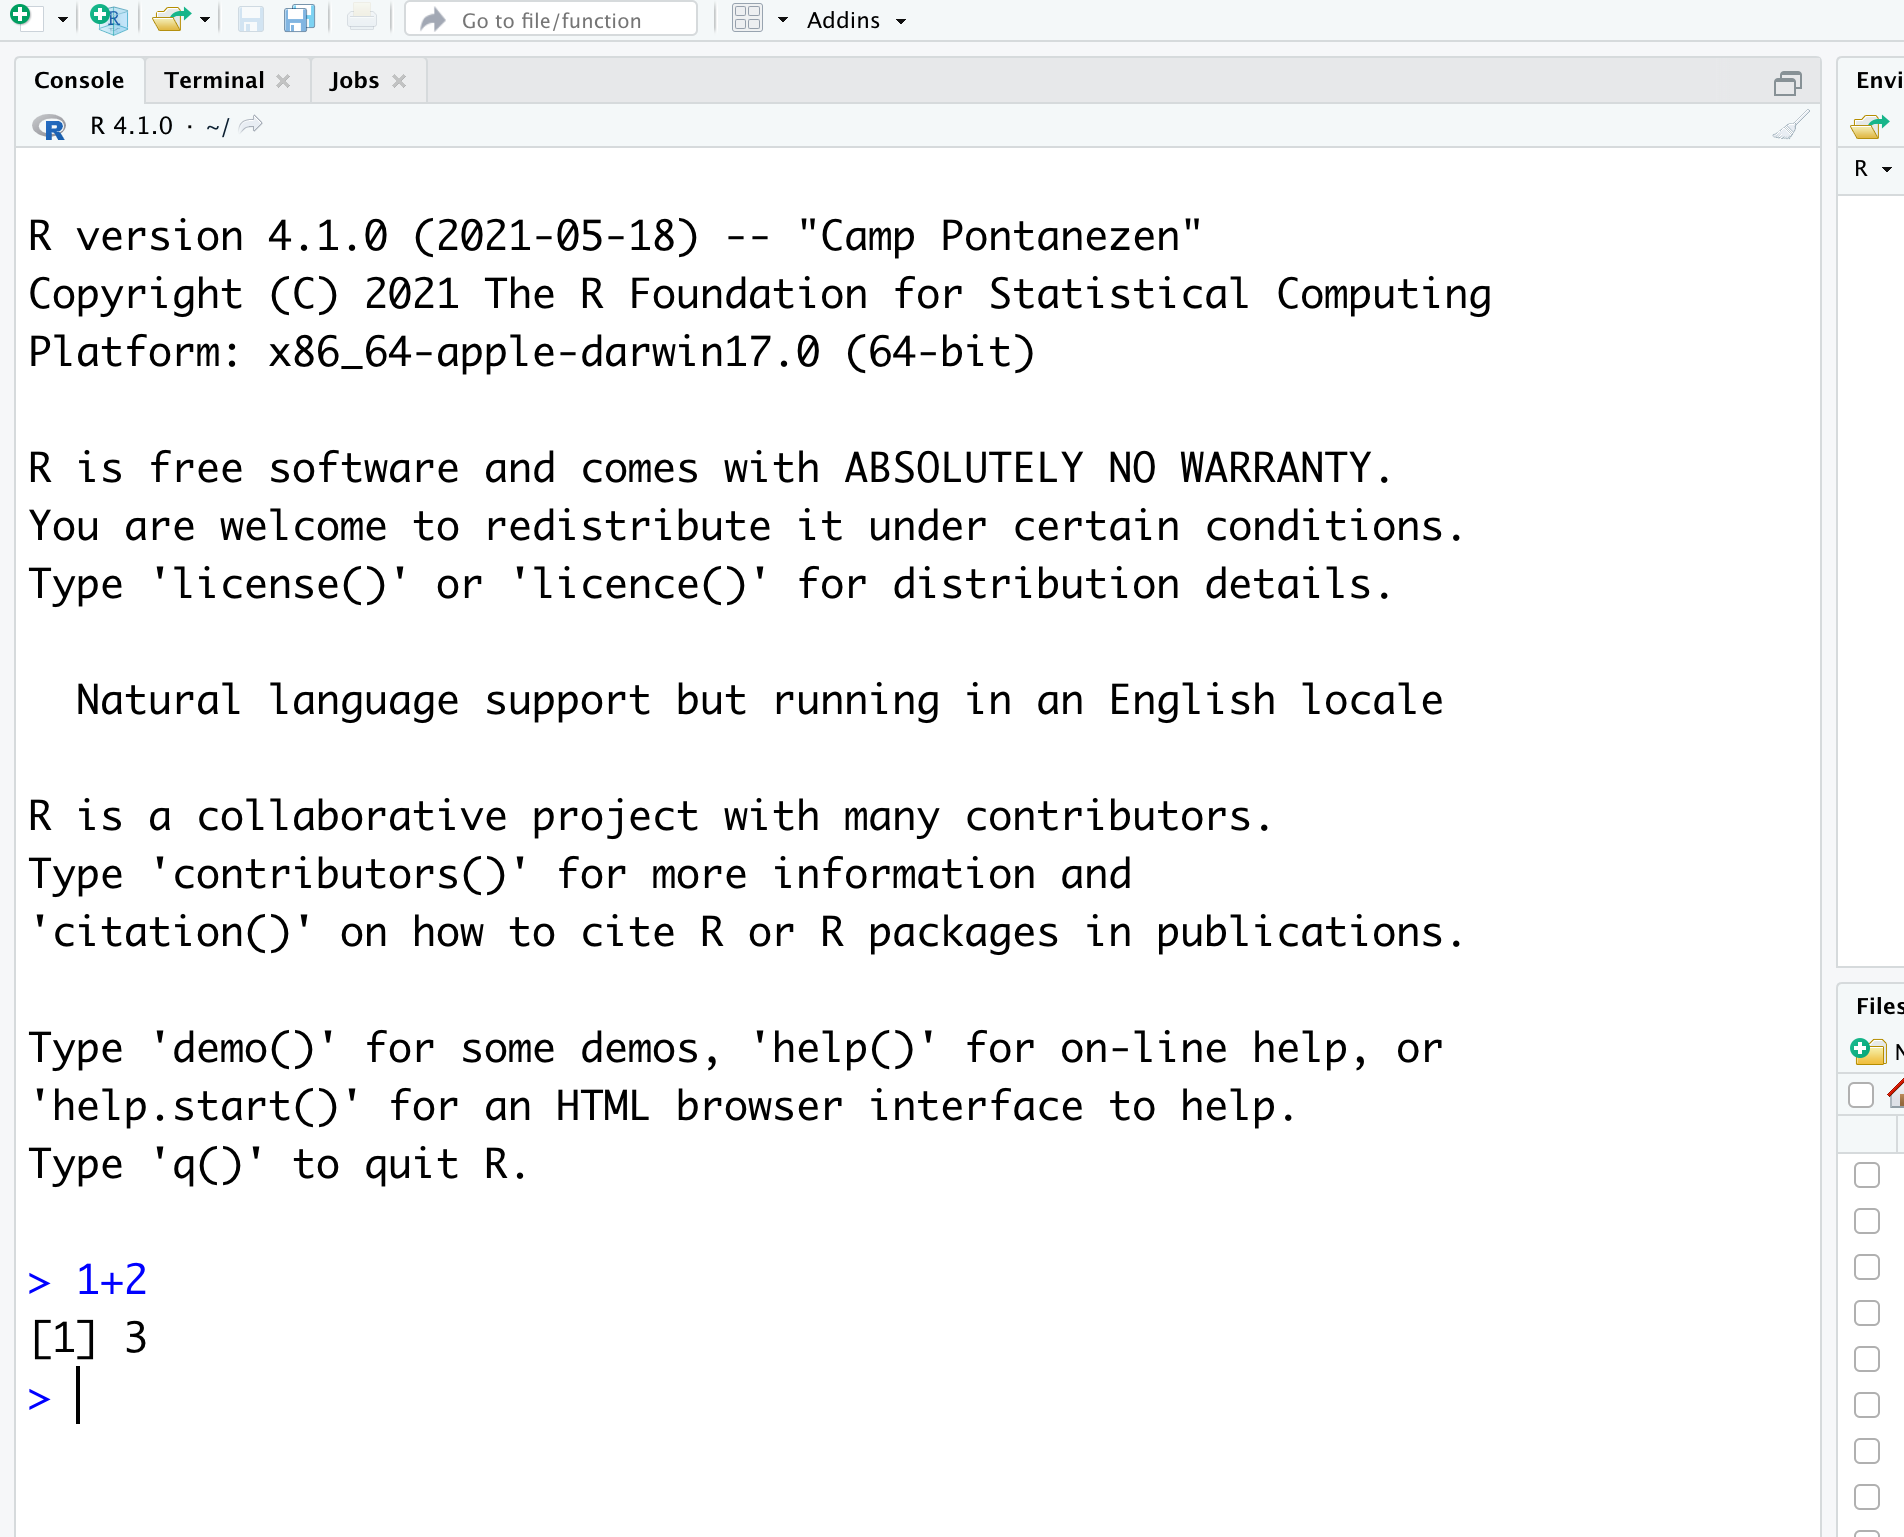 Go to file/function
Addins
Console
Terminal
Jobs
R 4.1.0 · ~/
R version 4.1.0 (2021-05-18) -- "Camp Pontanezen"
Copyright (C) 2021 The R Foundation for Statistical Computing
Platform: x86_64-apple-darwin17.0 (64-bit)
R is free software and comes with ABSOLUTELY NO WARRANTY.
You are welcome to redistribute it under certain conditions.
Type 'license()' or 'licence()' for distribution details.
Natural language support but running in an English locale
R is a collaborative project with many contributors.
Type 'contributors()' for more information and
'citation()' on how to cite R or R packages in publications.
Type 'demo()' for some demos, 'help()' for on-line help, or
'help.start()' for an HTML browser interface to help.
Type 'q()' to quit R.
> 1+2
[1] 3
>
Envi
R
Files
N